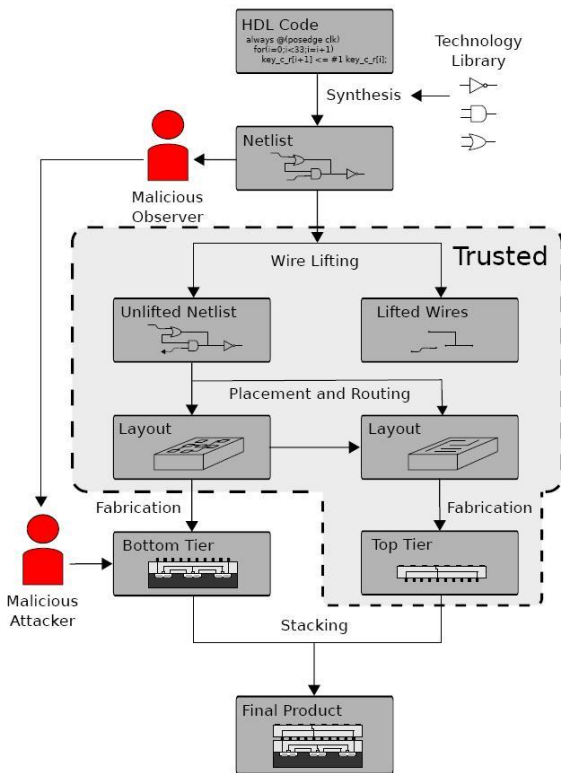 HDL Code
always @(posedge clk)
for(i=0;i<33;i=i+1)
key_c_r[i+1] <= #1 key_c_r[i];
Technology
Library
Synthesis
Netlist
Malicious
Observer
Trusted
Wire Lifting
Unlifted Netlist
Lifted Wires
Placement and Routing
Layout
Layout
Fabrication
Fabrication
Bottom Tier
Top Tier
Malicious
Attacker
Stacking
Final Product